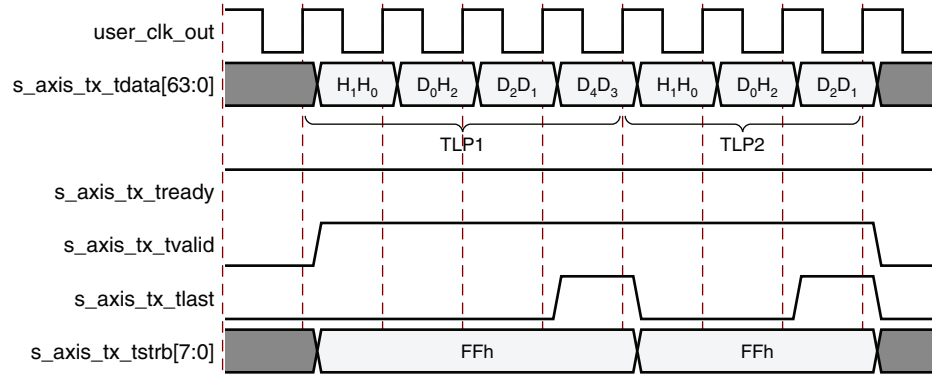 user_clk_out
s_axis_tx_tdata[63:0] H₁H₀ D₀H₂ D₂D₁ D₄D₃ H₁H₀ D₀H₂ D₂D₁
TLP1 TLP2
s_axis_tx_tready
s_axis_tx_tvalid
s_axis_tx_tlast
s_axis_tx_tstrb[7:0] FFh FFh